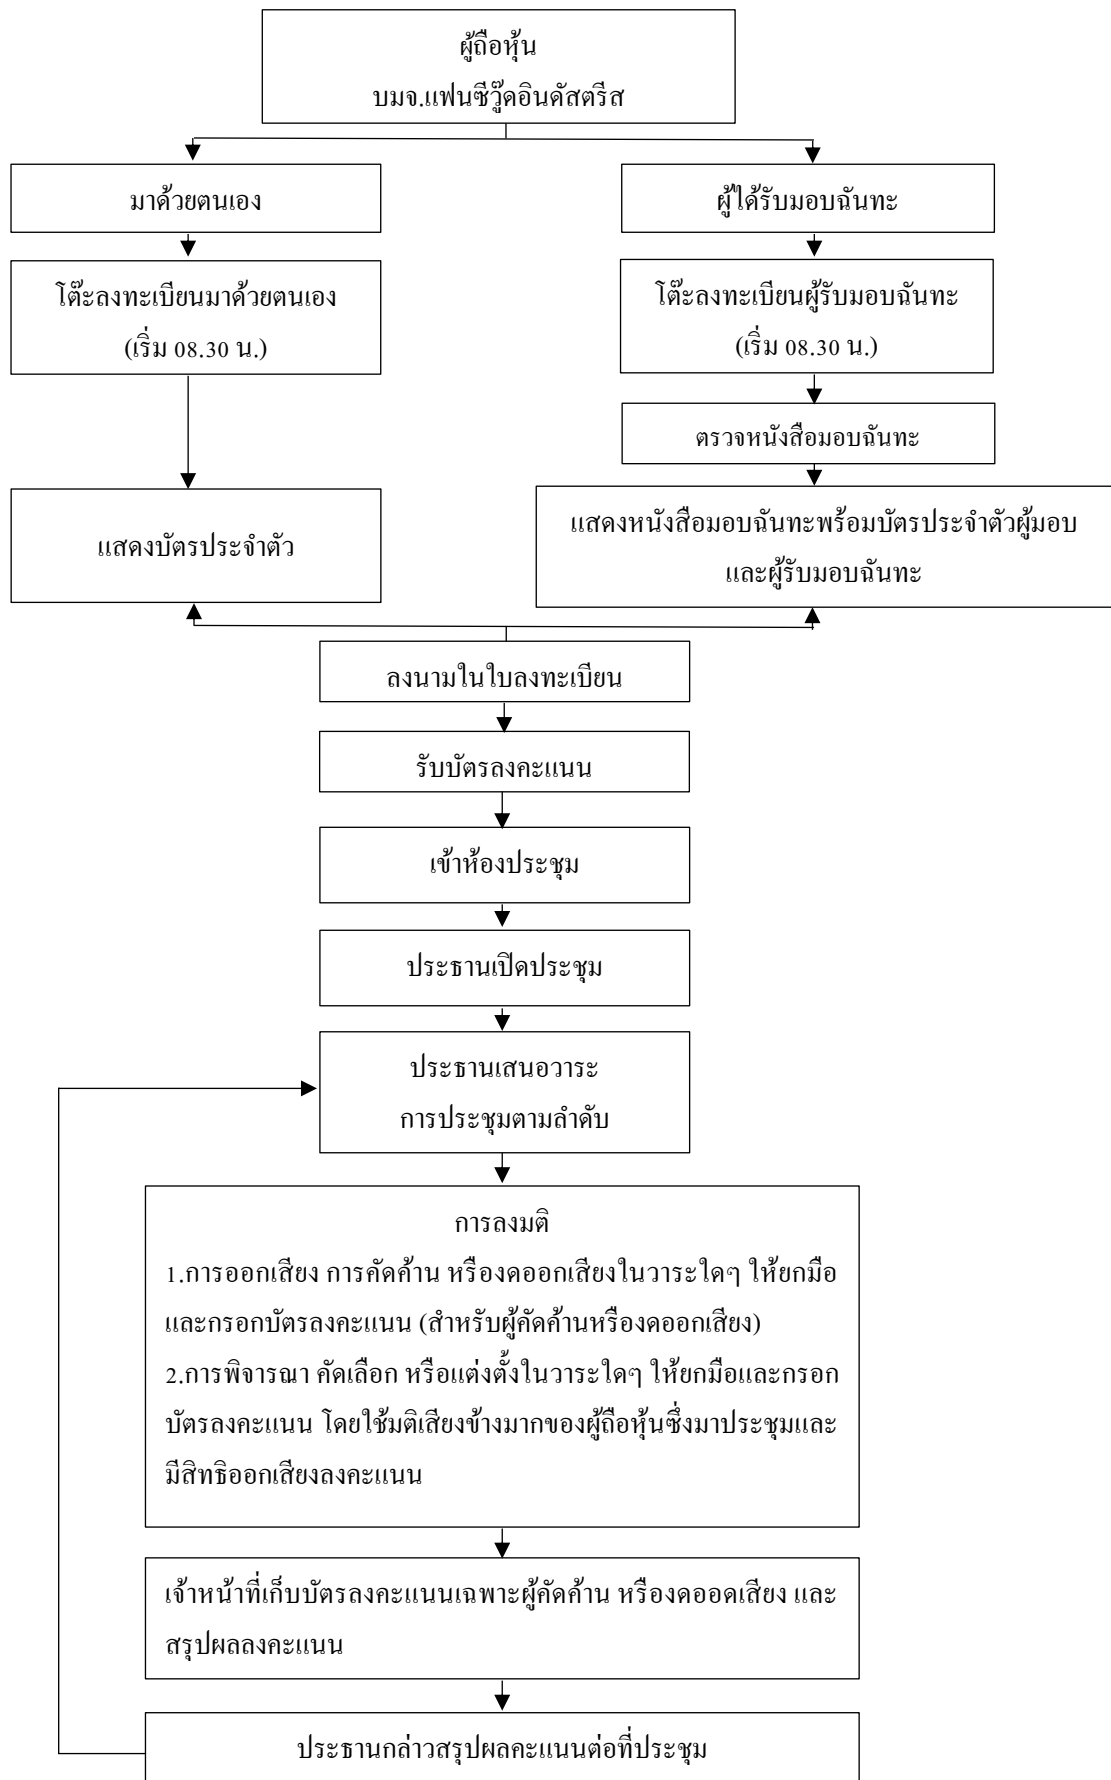 ผู้ถือหุ้น
บมจ.แฟนซีวู๊ดอินดัสตรีส
มาด้วยตนเอง
ผู้ได้รับมอบฉันทะ
โต๊ะลงทะเบียนมาด้วยตนเอง
(เริ่ม 08.30 น.)
โต๊ะลงทะเบียนผู้รับมอบฉันทะ
(เริ่ม 08.30 น.)
ตรวจหนังสือมอบฉันทะ
แสดงบัตรประจำตัว
แสดงหนังสือมอบฉันทะพร้อมบัตรประจำตัวผู้มอบ
และผู้รับมอบฉันทะ
ลงนามในใบลงทะเบียน
รับบัตรลงคะแนน
เข้าห้องประชุม
ประธานเปิดประชุม
ประธานเสนอวาระ
การประชุมตามลำดับ
การลงมติ
1.การออกเสียง การคัดค้าน หรืองดออกเสียงในวาระใดๆ ให้ยกมือ
และกรอกบัตรลงคะแนน (สำหรับผู้คัดค้านหรืองดออกเสียง)
2.การพิจารณา คัดเลือก หรือแต่งตั้งในวาระใดๆ ให้ยกมือและกรอก
บัตรลงคะแนน โดยใช้มติเสียงข้างมากของผู้ถือหุ้นซึ่งมาประชุมและ
มีสิทธิออกเสียงลงคะแนน
เจ้าหน้าที่เก็บบัตรลงคะแนนเฉพาะผู้คัดค้าน หรืองดออดเสียง และ
สรุปผลลงคะแนน
ประธานกล่าวสรุปผลคะแนนต่อที่ประชุม